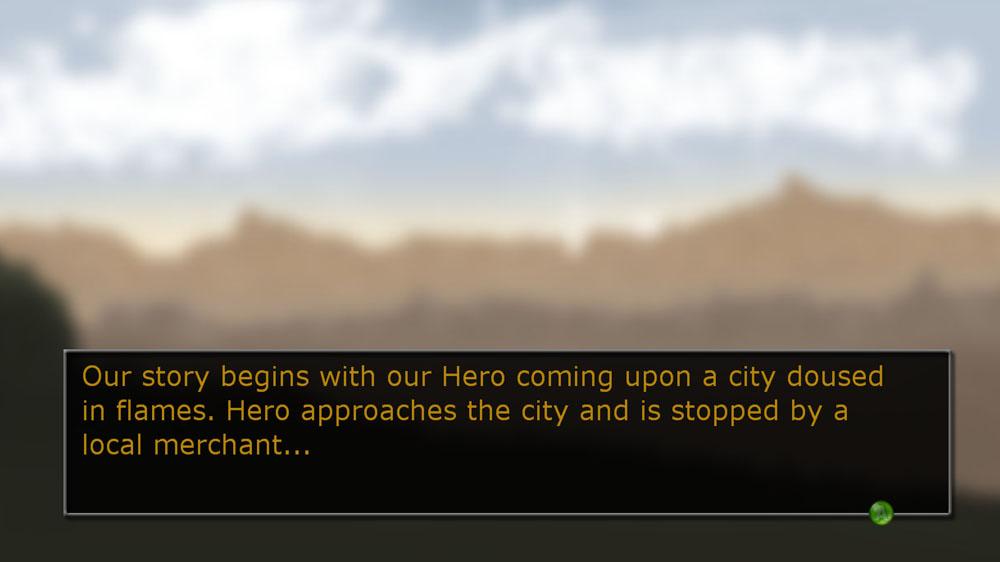 Our story begins with our Hero coming upon a city doused
in flames. Hero approaches the city and is stopped by a
local merchant...
A